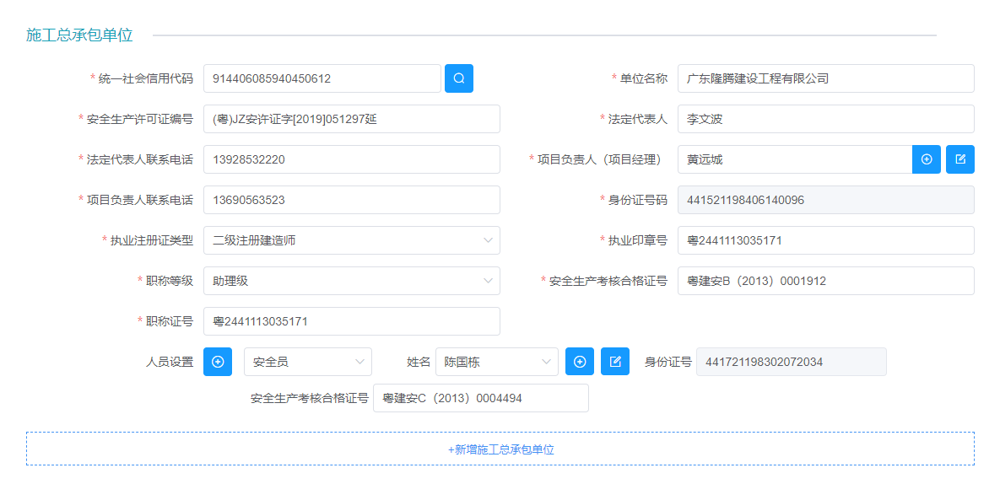 施工总承包单位
* 统一社会信用代码 914406085940450612 * 单位名称 广东隆腾建设工程有限公司
* 安全生产许可证编号 (粤)JZ安许证字[2019]051297延 * 法定代表人 李文波
* 法定代表人联系电话 13928532220 * 项目负责人（项目经理） 黄远城
* 项目负责人联系电话 13690563523 * 身份证号码 441521198406140096
* 执业注册证类型 二级注册建造师 * 执业印章号 粤2441113035171
* 职称等级 助理级 * 安全生产考核合格证号 粤建安B（2013）0001912
* 职称证号 粤2441113035171
人员设置 安全员 姓名 陈国栋 身份证号 441721198302072034
安全生产考核合格证号 粤建安C（2013）0004494
+新增施工总承包单位